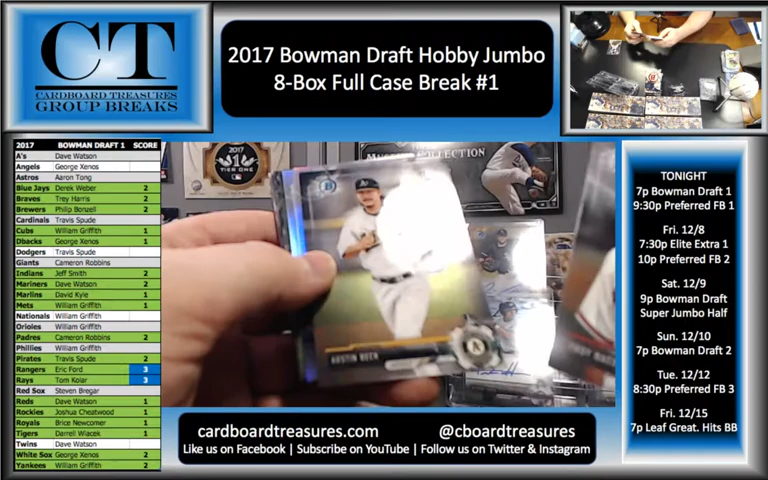 CT
CARDBOARD TREASURES
GROUP BREAKS
2017 Bowman Draft Hobby Jumbo
8-Box Full Case Break #1
2017 BOWMAN DRAFT 1 SCORE
A's Dave Watson
Angels George Xenos
Astros Aaron Tong
Blue Jays Derek Weber 2
Braves Trey Harris 2
Brewers Philip Bonzell 2
Cardinals Travis Spude
Cubs William Griffith 1
Dbacks George Xenos 1
Dodgers Travis Spude
Giants Cameron Robbins
Indians Jeff Smith 2
Mariners Dave Watson 2
Marlins David Kyle 1
Mets William Griffith 1
Nationals William Griffith
Orioles William Griffith
Padres Cameron Robbins 2
Phillies William Griffith
Pirates Travis Spude 2
Rangers Eric Ford 3
Rays Tom Kolar 3
Red Sox Steven Bregar
Reds Dave Watson 1
Rockies Joshua Cheatwood 1
Royals Brice Newcomer 1
Tigers Darrell Wiacek 1
Twins Dave Watson
White Sox George Xenos 2
Yankees William Griffith 2
2017
TIER ONE
COLLECTION
AUSTIN BECK
TONIGHT
7p Bowman Draft 1
9:30p Preferred FB 1
Fri. 12/8
7:30p Elite Extra 1
10p Preferred FB 2
Sat. 12/9
9p Bowman Draft
Super Jumbo Half
Sun. 12/10
7p Bowman Draft 2
Tue. 12/12
8:30p Preferred FB 3
Fri. 12/15
7p Leaf Great. Hits BB
cardboardtreasures.com @cboardtreasures
Like us on Facebook | Subscribe on YouTube | Follow us on Twitter & Instagram